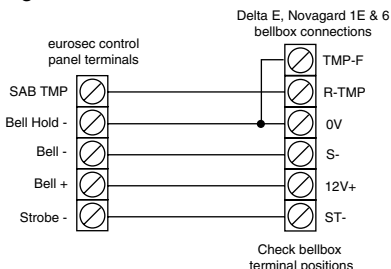 Delta E, Novagard 1E & 6
bellbox connections
eurosec control
panel terminals
TMP-F
SAB TMP
R-TMP
Bell Hold -
0V
Bell -
S-
Bell +
12V+
Strobe -
ST-
Check bellbox
terminal positions